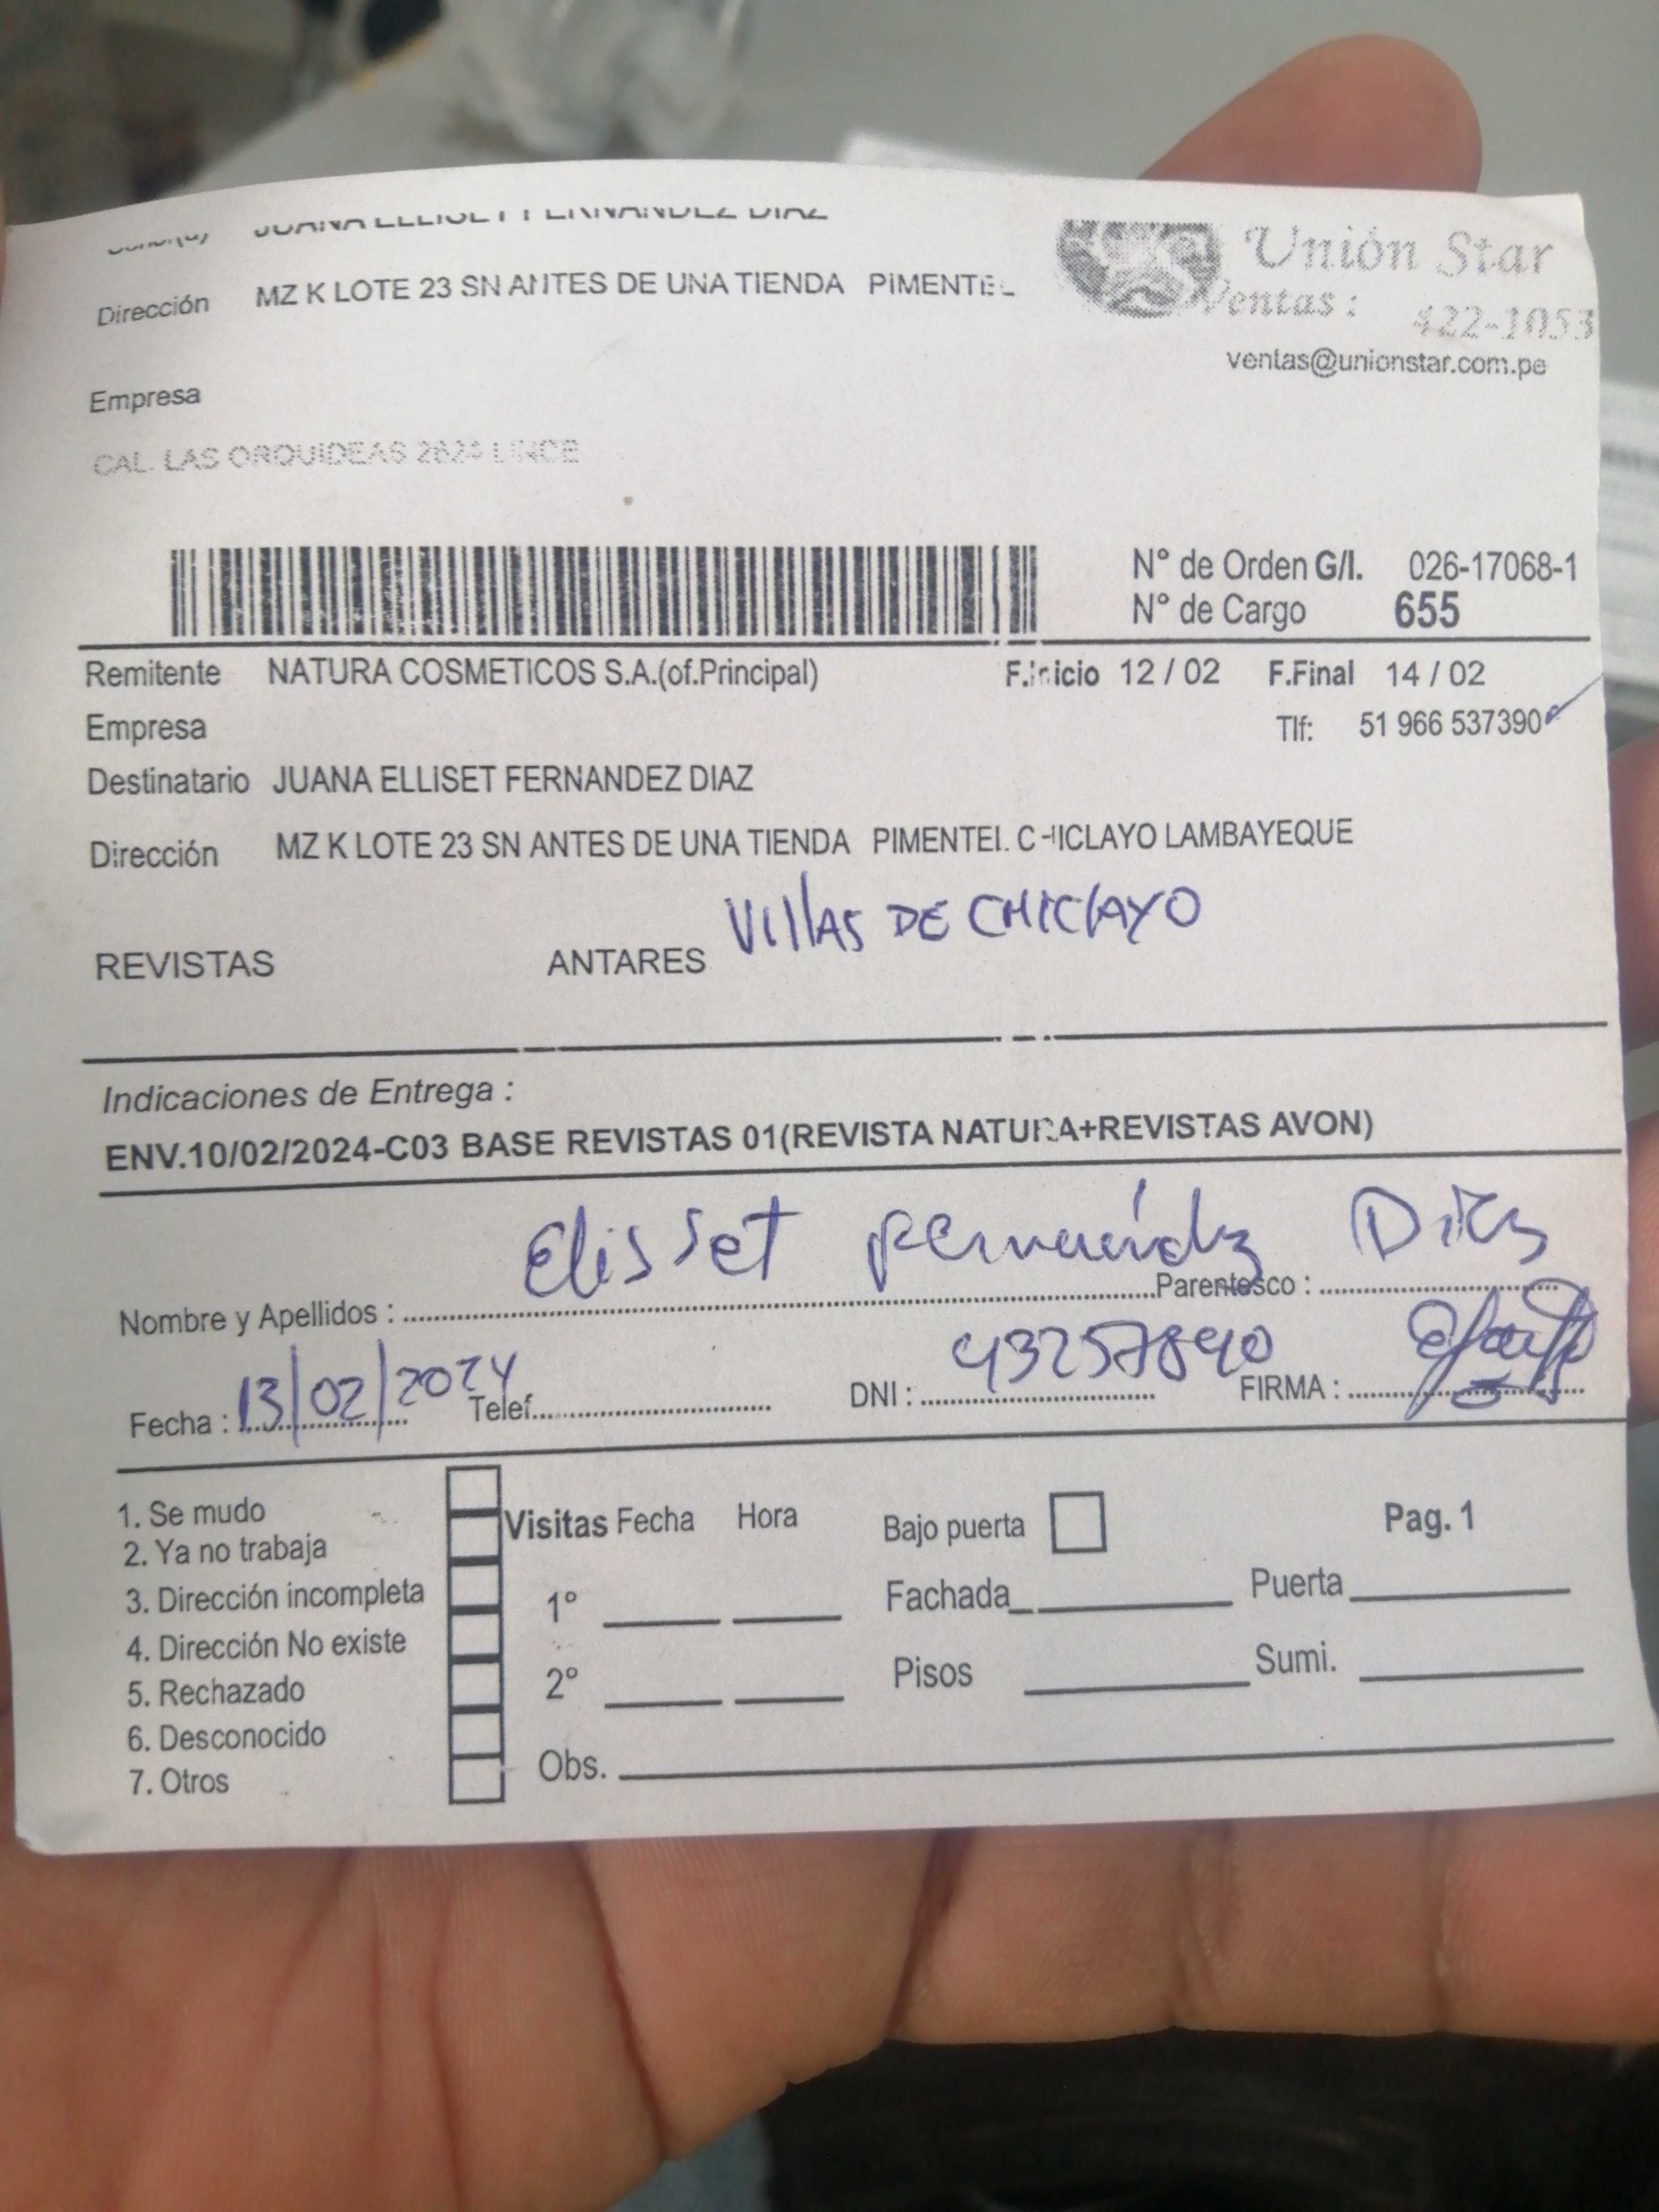 JUANA ELLISET FERNANDEZ DIAZ
Dirección MZ K LOTE 23 SN ANTES DE UNA TIENDA PIMENTEL
Unión Star
Ventas : 422-1053
ventas@unionstar.com.pe
Empresa
CAL. LAS ORQUIDEAS LINCE
N° de Orden G/I. 026-17068-1
N° de Cargo 655
Remitente NATURA COSMETICOS S.A.(of.Principal) F.Inicio 12 / 02 F.Final 14 / 02
Empresa Tlf: 51 966 537390
Destinatario JUANA ELLISET FERNANDEZ DIAZ
Dirección MZ K LOTE 23 SN ANTES DE UNA TIENDA PIMENTEL CHICLAYO LAMBAYEQUE
VILLAS DE CHICLAYO
REVISTAS ANTARES
Indicaciones de Entrega :
ENV.10/02/2024-C03 BASE REVISTAS 01(REVISTA NATURA+REVISTAS AVON)
Elisset Fernández Díaz
Nombre y Apellidos : Parentesco :
Fecha : 13/02/2024 Telef. DNI : 43257890 FIRMA :
1. Se mudo
2. Ya no trabaja
3. Dirección incompleta
4. Dirección No existe
5. Rechazado
6. Desconocido
7. Otros
Visitas Fecha Hora
1°
2°
Obs.
Bajo puerta Pag. 1
Fachada Puerta
Pisos Sumi.